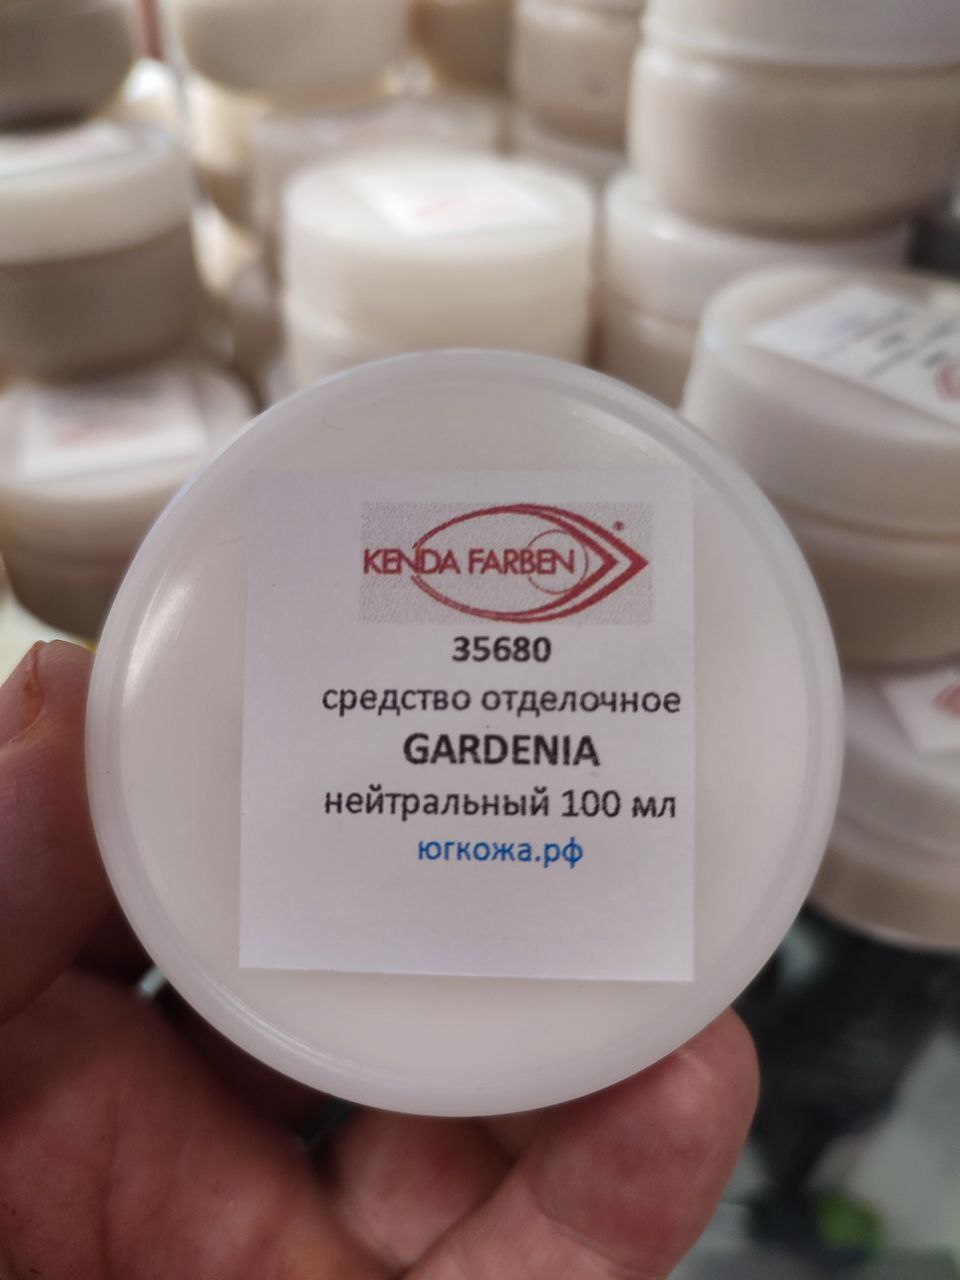 KENDA FARBEN®
35680
средство отделочное
GARDENIA
нейтральный 100 мл
югкожа.рф